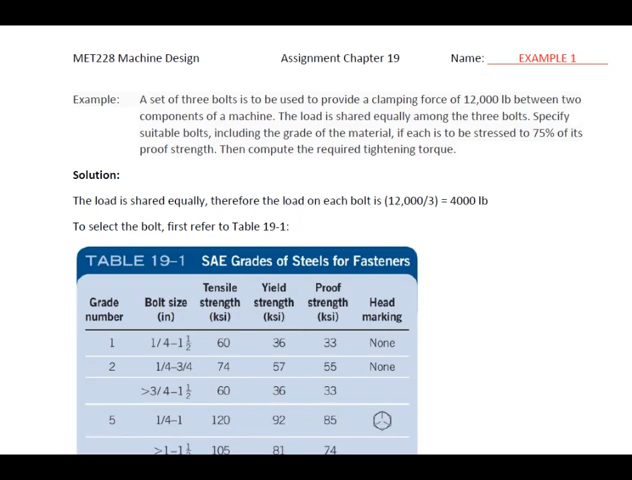 MET228 Machine Design Assignment Chapter 19 Name: EXAMPLE 1
Example: A set of three bolts is to be used to provide a clamping force of 12,000 lb between two
components of a machine. The load is shared equally among the three bolts. Specify
suitable bolts, including the grade of the material, if each is to be stressed to 75% of its
proof strength. Then compute the required tightening torque.
Solution:
The load is shared equally, therefore the load on each bolt is (12,000/3) = 4000 lb
To select the bolt, first refer to Table 19-1:
TABLE 19–1 SAE Grades of Steels for Fasteners
Tensile Yield Proof
Grade Bolt size strength strength strength Head
number (in) (ksi) (ksi) (ksi) marking
1 1/4–1 1/2 60 36 33 None
2 1/4–3/4 74 57 55 None
>3/4–1 1/2 60 36 33
5 1/4–1 120 92 85
>1–1 1/2 105 81 74